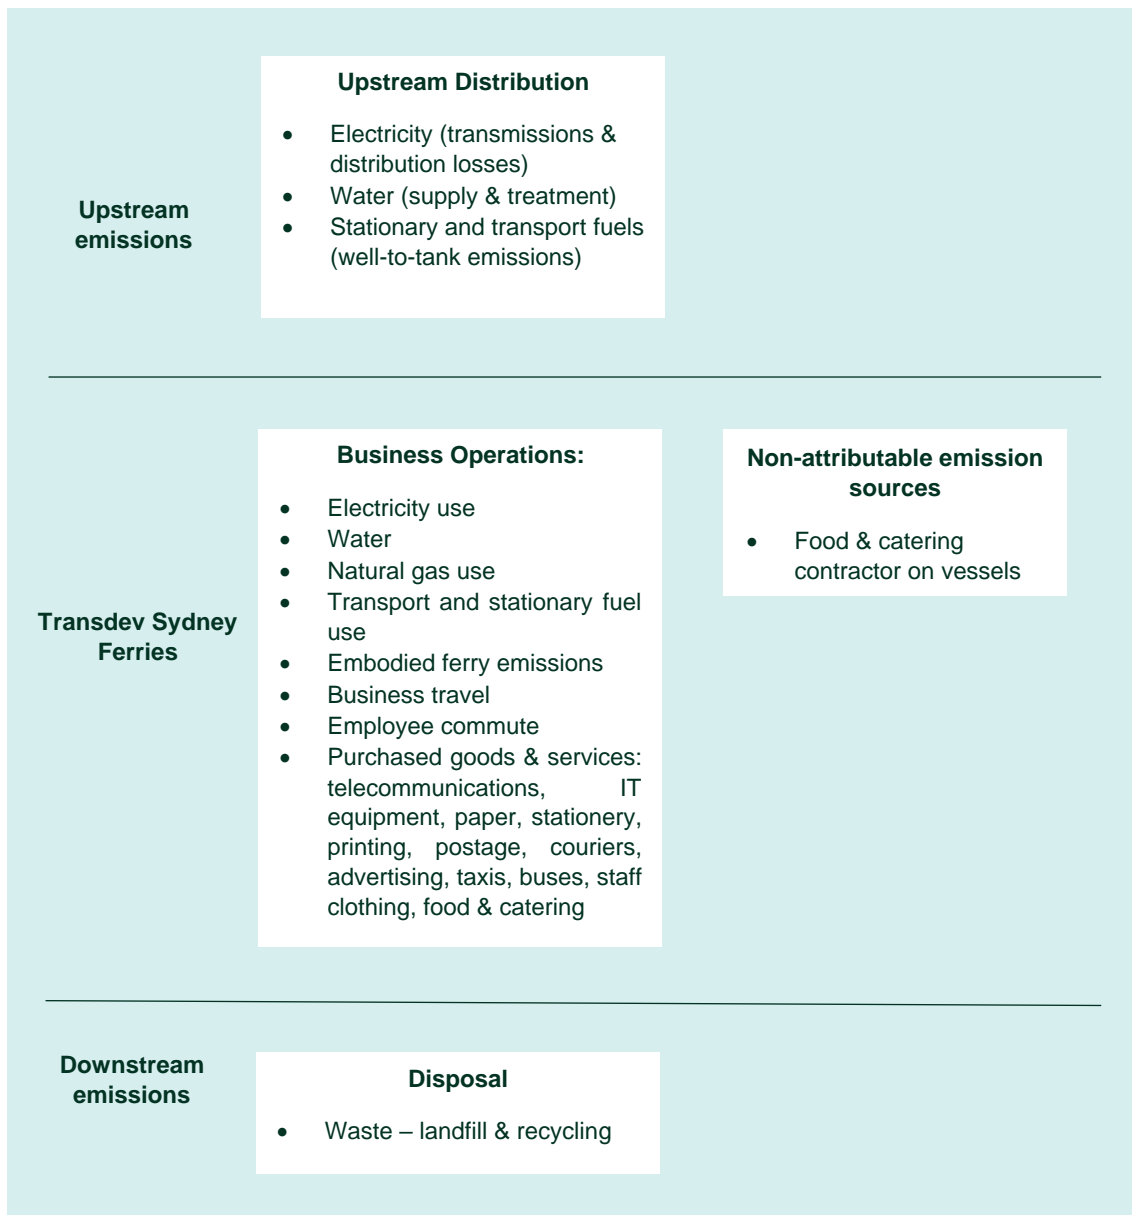 Upstream Distribution
• Electricity (transmissions &
distribution losses)
• Water (supply & treatment)
• Stationary and transport fuels
(well-to-tank emissions)
Upstream
emissions
Business Operations:
• Electricity use
• Water
• Natural gas use
• Transport and stationary fuel
use
• Embodied ferry emissions
• Business travel
• Employee commute
• Purchased goods & services:
telecommunications, IT
equipment, paper, stationery,
printing, postage, couriers,
advertising, taxis, buses, staff
clothing, food & catering
Non-attributable emission
sources
• Food & catering
contractor on vessels
Transdev Sydney
Ferries
Downstream
emissions
Disposal
• Waste – landfill & recycling